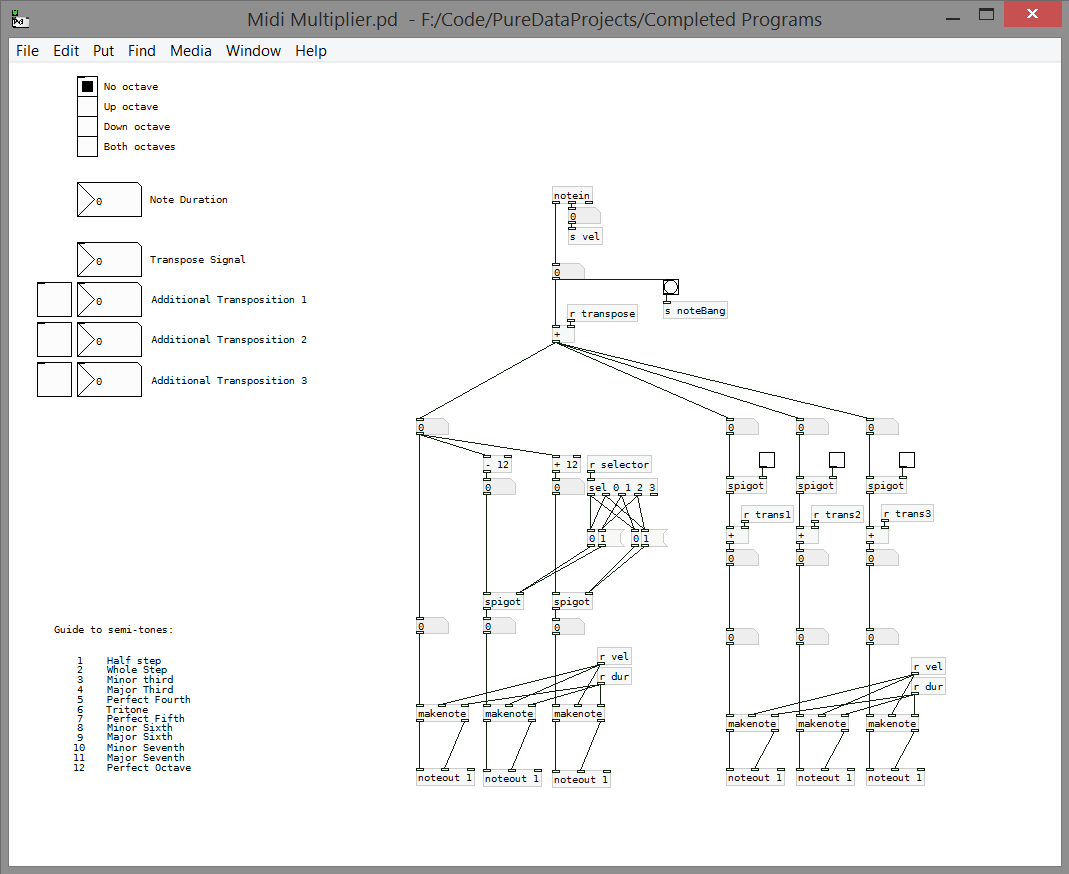 Midi Multiplier.pd - F:/Code/PureDataProjects/Completed Programs
File Edit Put Find Media Window Help
No octave
Up octave
Down octave
Both octaves
0 Note Duration
0 Transpose Signal
0 Additional Transposition 1
0 Additional Transposition 2
0 Additional Transposition 3
notein
0
s vel
0
s noteBang
r transpose
+
0 0 0 0
- 12 + 12 r selector
0 0 sel 0 1 2 3
spigot spigot spigot
r trans1 r trans2 r trans3
0 1 0 1
+ + +
0 0 0
spigot spigot
0 0 0
0 0 0
Guide to semi-tones:
1 Half step
2 Whole Step
3 Minor third
4 Major Third
5 Perfect Fourth
6 Tritone
7 Perfect Fifth
8 Minor Sixth
9 Major Sixth
10 Minor Seventh
11 Major Seventh
12 Perfect Octave
r vel
r dur
makenote makenote makenote
noteout 1 noteout 1 noteout 1
r vel
r dur
makenote makenote makenote
noteout 1 noteout 1 noteout 1